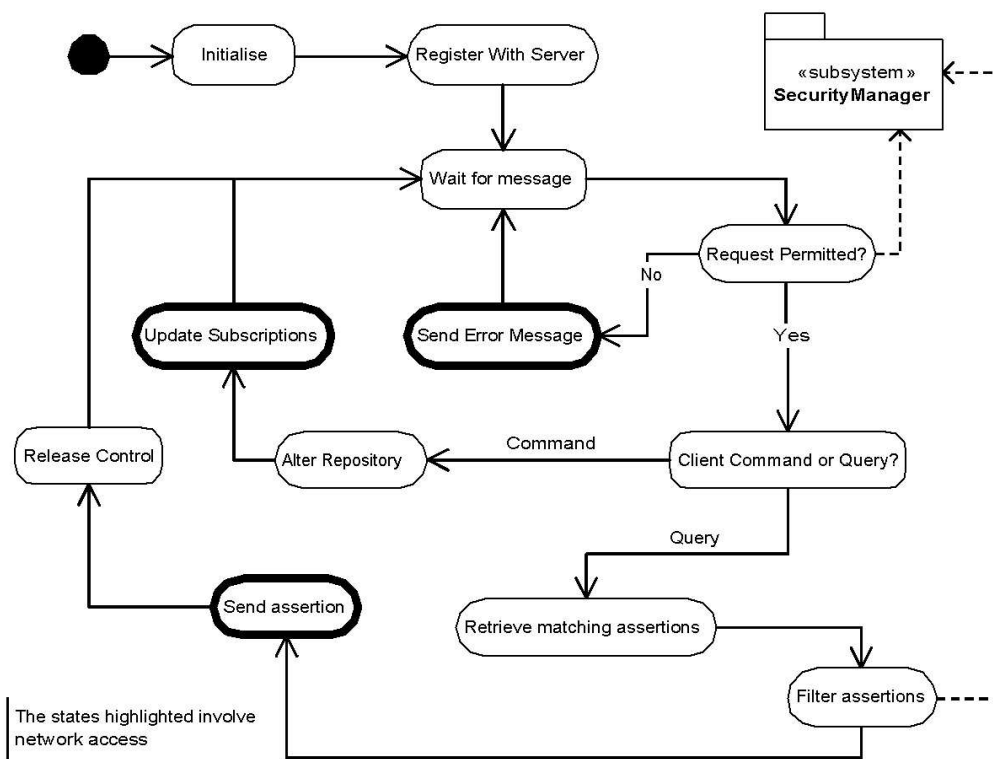 Initialise
Register With Server
«subsystem»
SecurityManager
Wait for message
Request Permitted?
No
Update Subscriptions
Send Error Message
Yes
Release Control
Alter Repository
Command
Client Command or Query?
Query
Send assertion
Retrieve matching assertions
Filter assertions
The states highlighted involve
network access